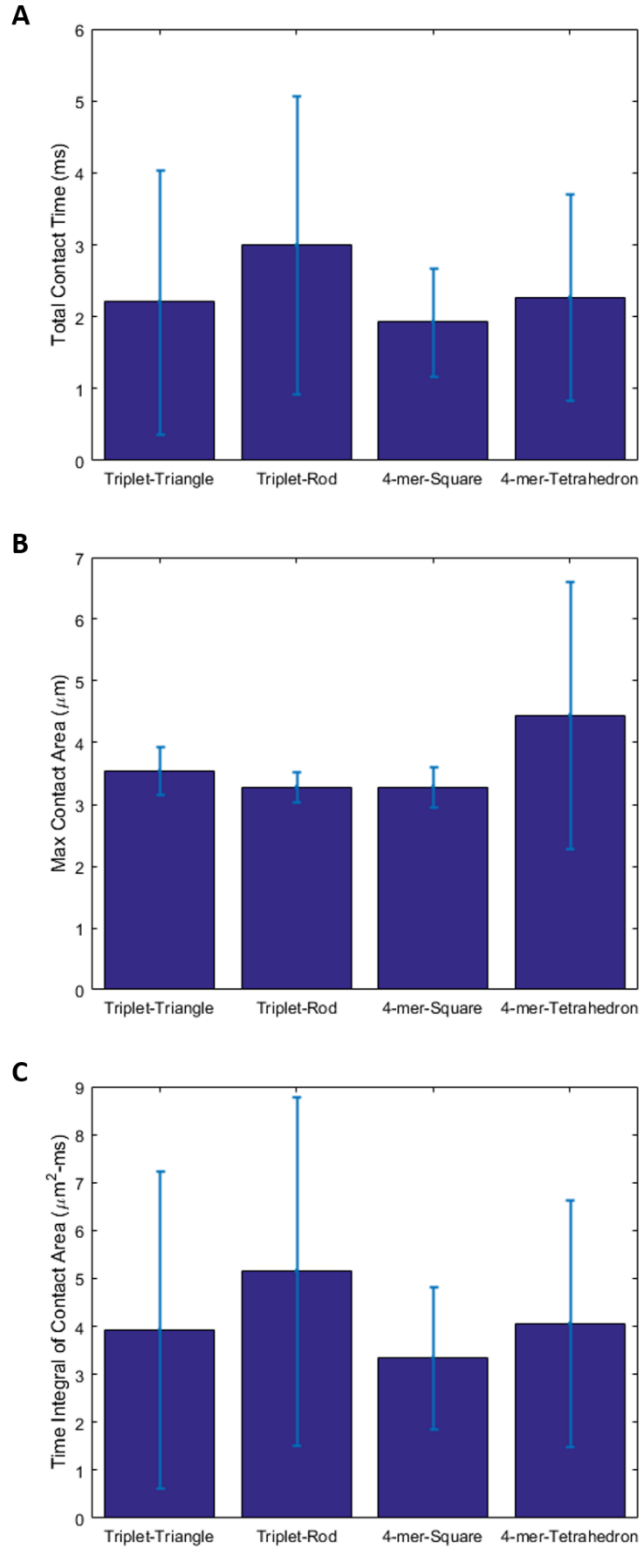 A
Total Contact Time (ms)
6
5
4
3
2
1
0
Triplet-Triangle Triplet-Rod 4-mer-Square 4-mer-Tetrahedron
B
Max Contact Area (μm)
7
6
5
4
3
2
1
0
Triplet-Triangle Triplet-Rod 4-mer-Square 4-mer-Tetrahedron
C
Time Integral of Contact Area (μm²-ms)
9
8
7
6
5
4
3
2
1
0
Triplet-Triangle Triplet-Rod 4-mer-Square 4-mer-Tetrahedron